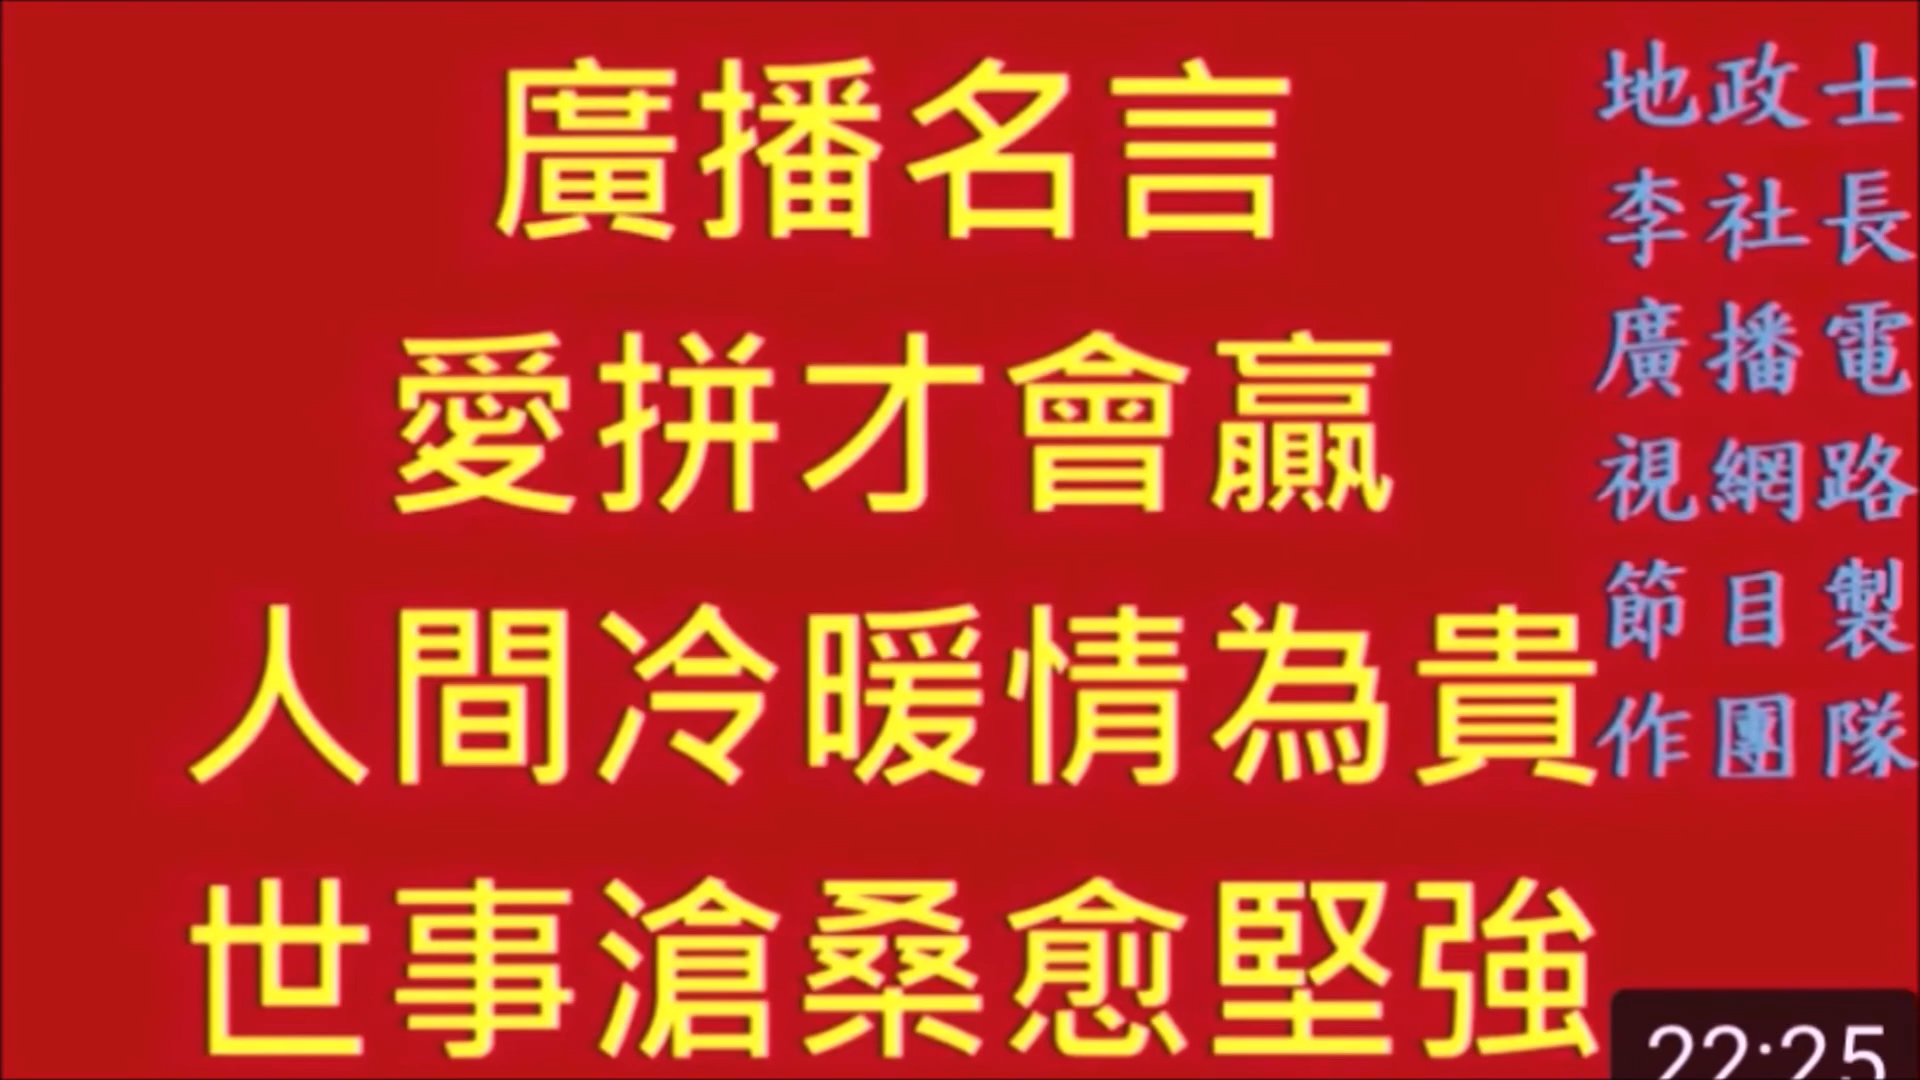 廣播名言
愛拼才會贏
人間冷暖情為貴
世事滄桑愈堅強
地政士
李社長
廣播電
視網路
節目製
作團隊
22:25